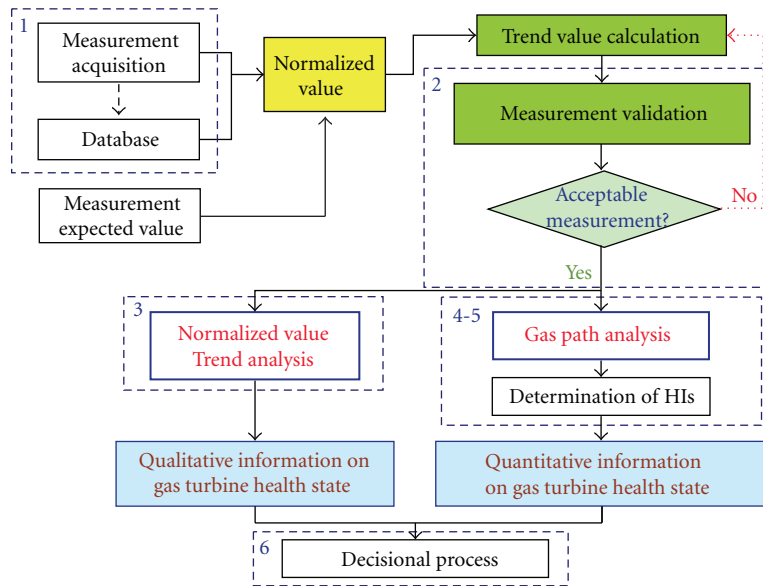 1
Measurement
acquisition
Database
Measurement
expected value
Normalized
value
Trend value calculation
2
Measurement validation
Acceptable
measurement?
No
Yes
3
Normalized value
Trend analysis
4-5
Gas path analysis
Determination of HIs
Qualitative information on
gas turbine health state
Quantitative information
on gas turbine health state
6
Decisional process